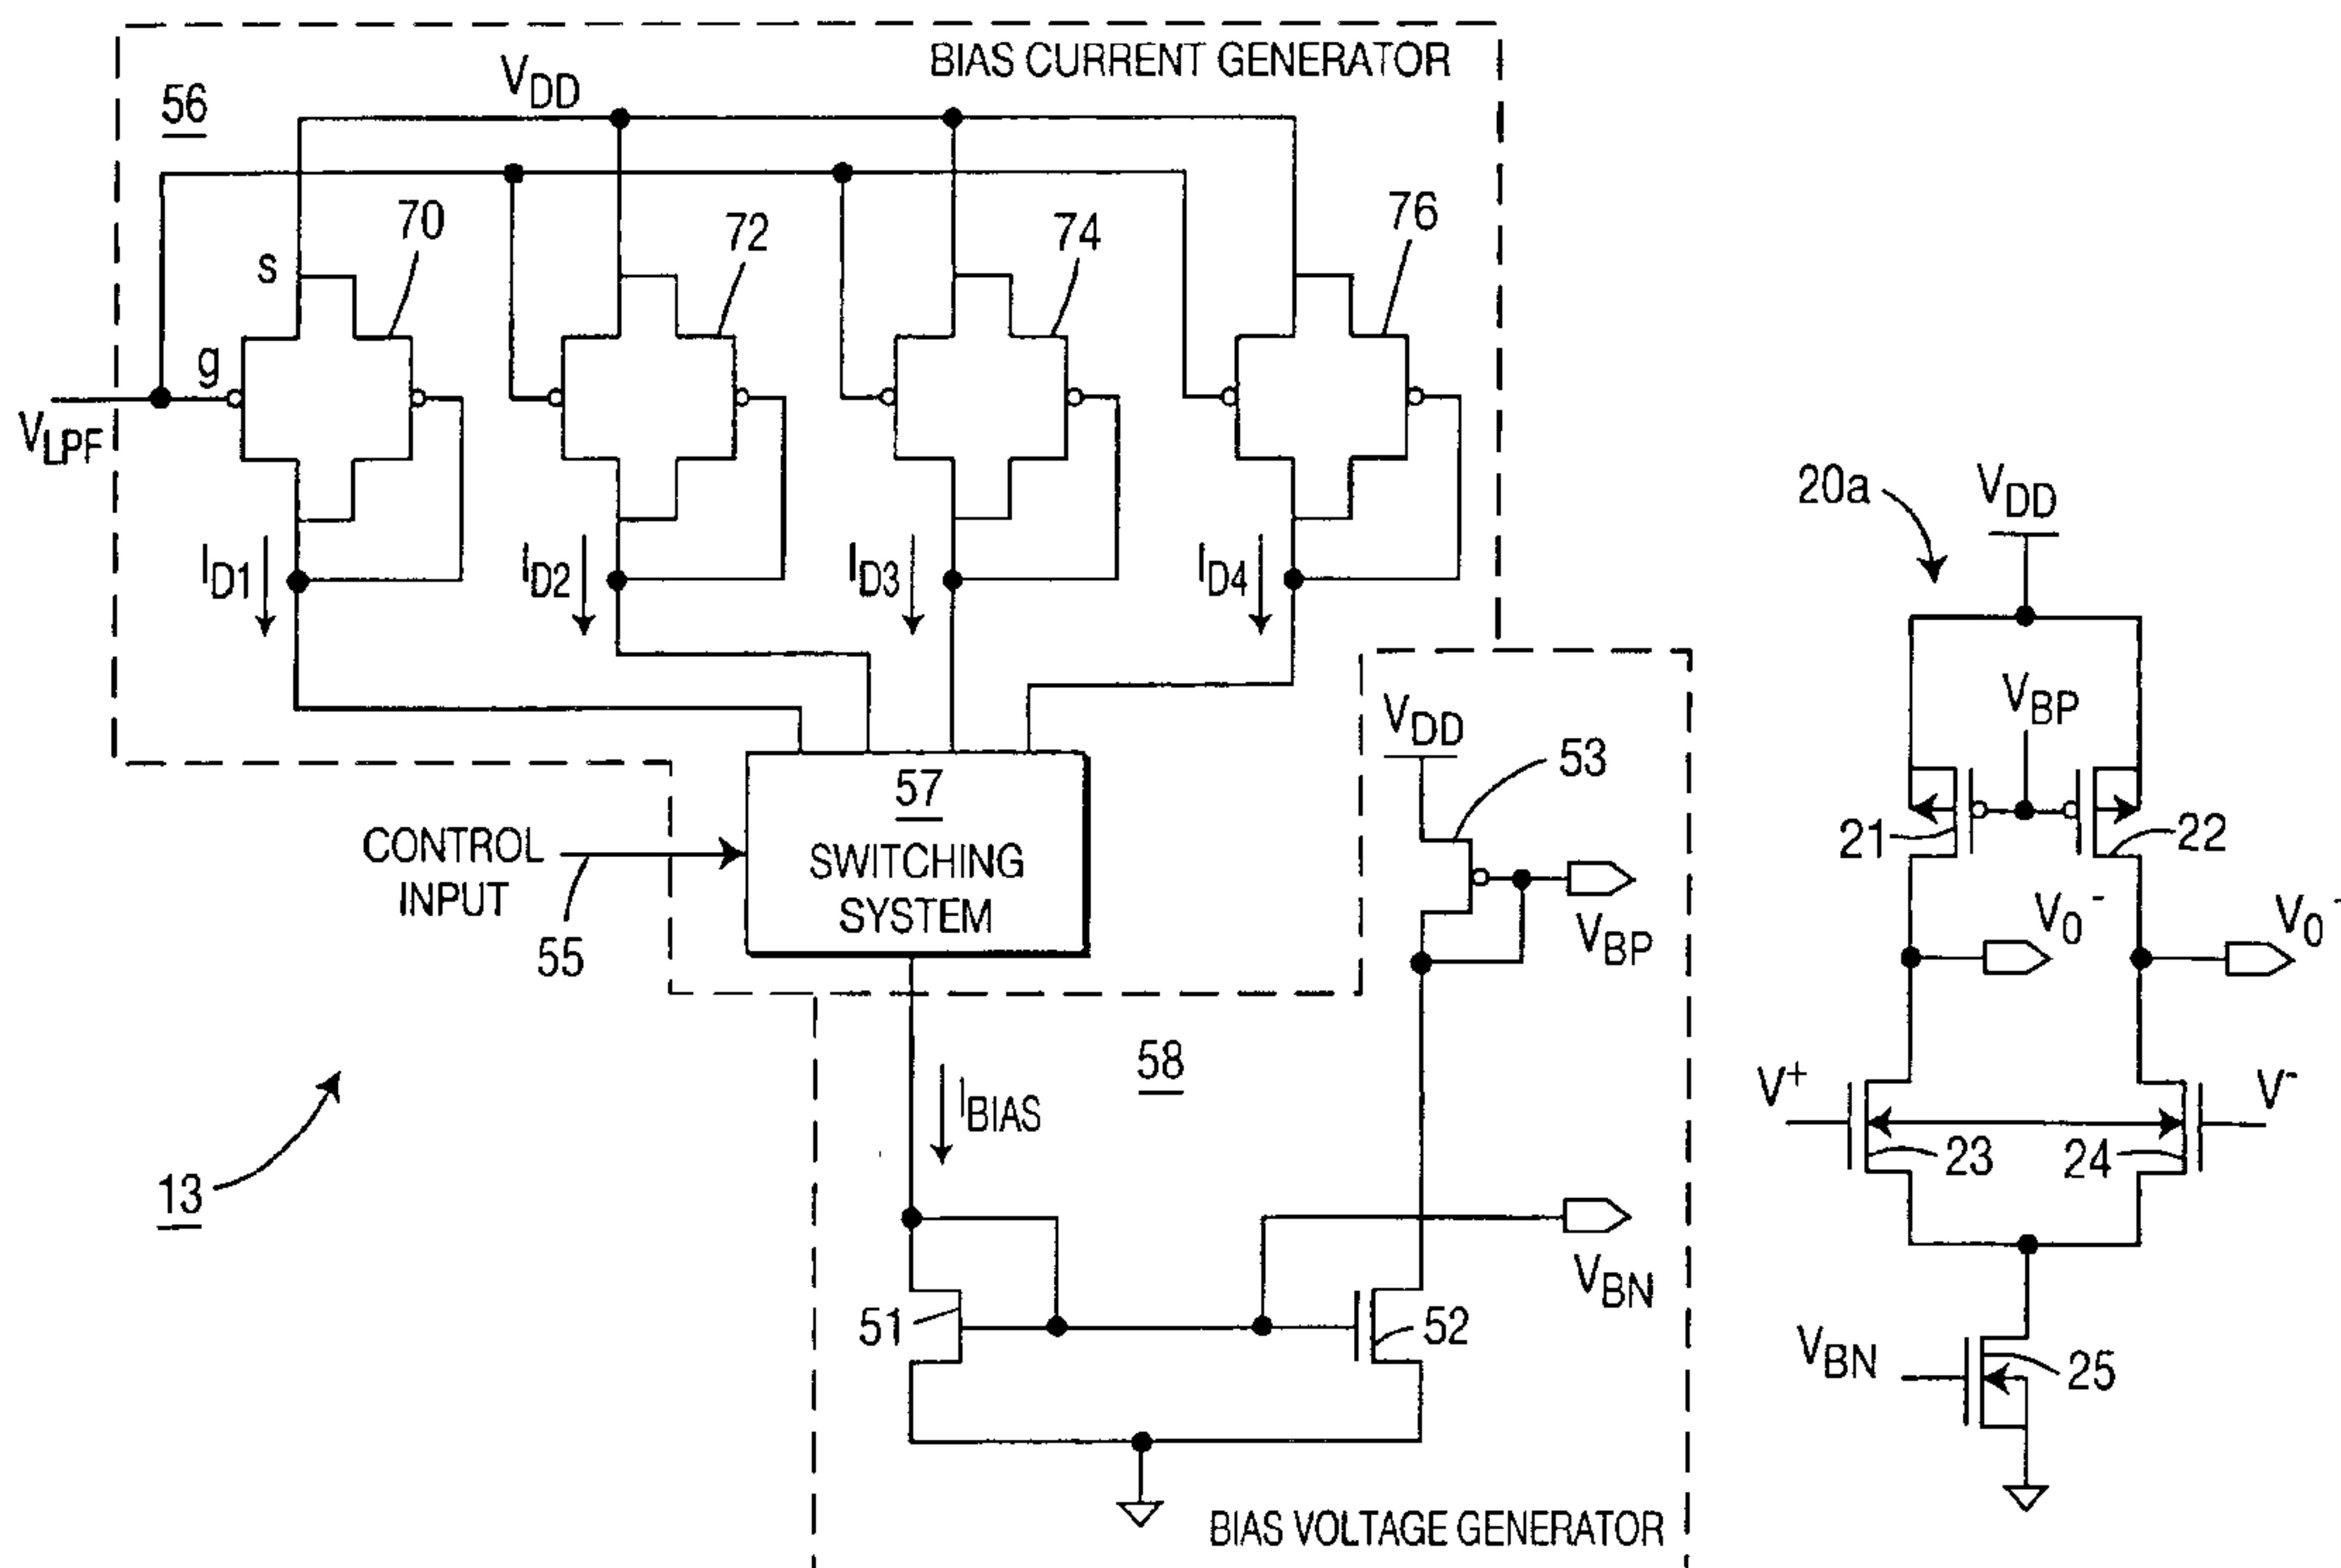 BIAS CURRENT GENERATOR
56
VDD
70
72
74
76
s
g
VLPF
ID1
ID2
ID3
ID4
20a
VDD
VBP
VDD
53
57
SWITCHING
SYSTEM
CONTROL
INPUT
55
VBP
21
22
V0-
V0-
58
IBIAS
13
V+
V-
23
24
51
52
VBN
VBN
25
BIAS VOLTAGE GENERATOR